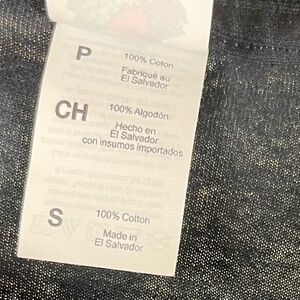 P
100% Coton
Fabriqué au
El Salvador
CH
100% Algodón
Hecho en
El Salvador
con insumos importados
S
100% Cotton
Made in
El Salvador